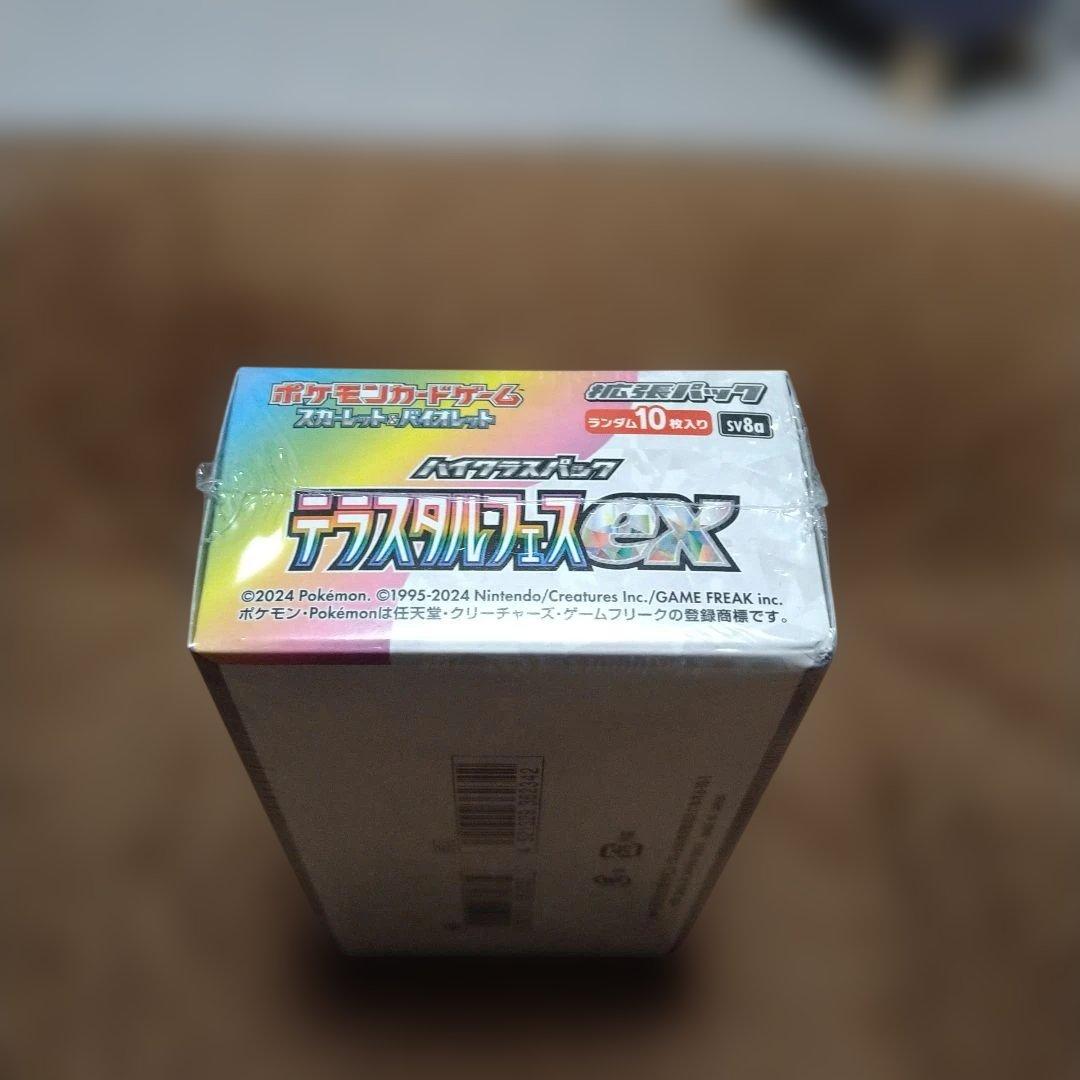 ポケモンカードゲーム
スカーレット&バイオレット
拡張パック
ランダム10枚入り sv8a
ハイクラスパック
テラスタルフェスex
©2024 Pokémon. ©1995-2024 Nintendo/Creatures Inc./GAME FREAK inc.
ポケモン・Pokémonは任天堂・クリーチャーズ・ゲームフリークの登録商標です。